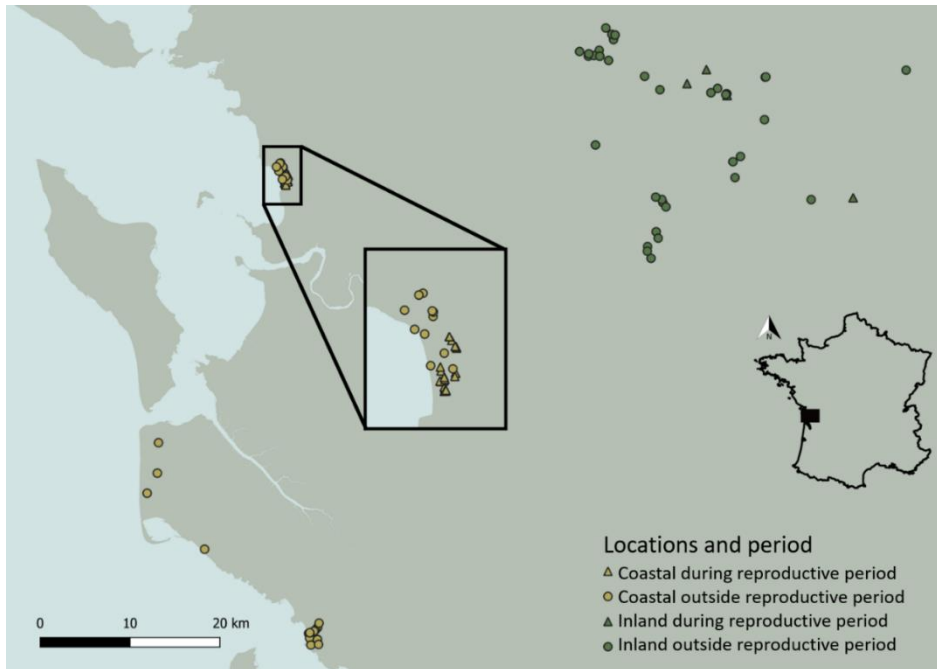 N
Locations and period
Coastal during reproductive period
Coastal outside reproductive period
Inland during reproductive period
Inland outside reproductive period
0 10 20 km